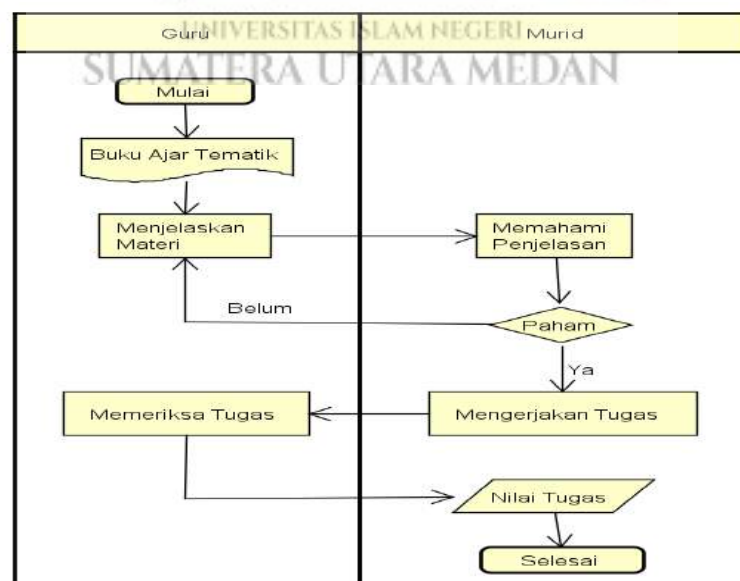 UNIVERSITAS ISLAM NEGERI
Guru
Murid
SUMATERA UTARA MEDAN
Mulai
Buku Ajar Tematik
Menjelaskan
Materi
Memahami
Penjelasan
Belum
Paham
Ya
Memeriksa Tugas
Mengerjakan Tugas
Nilai Tugas
Selesai